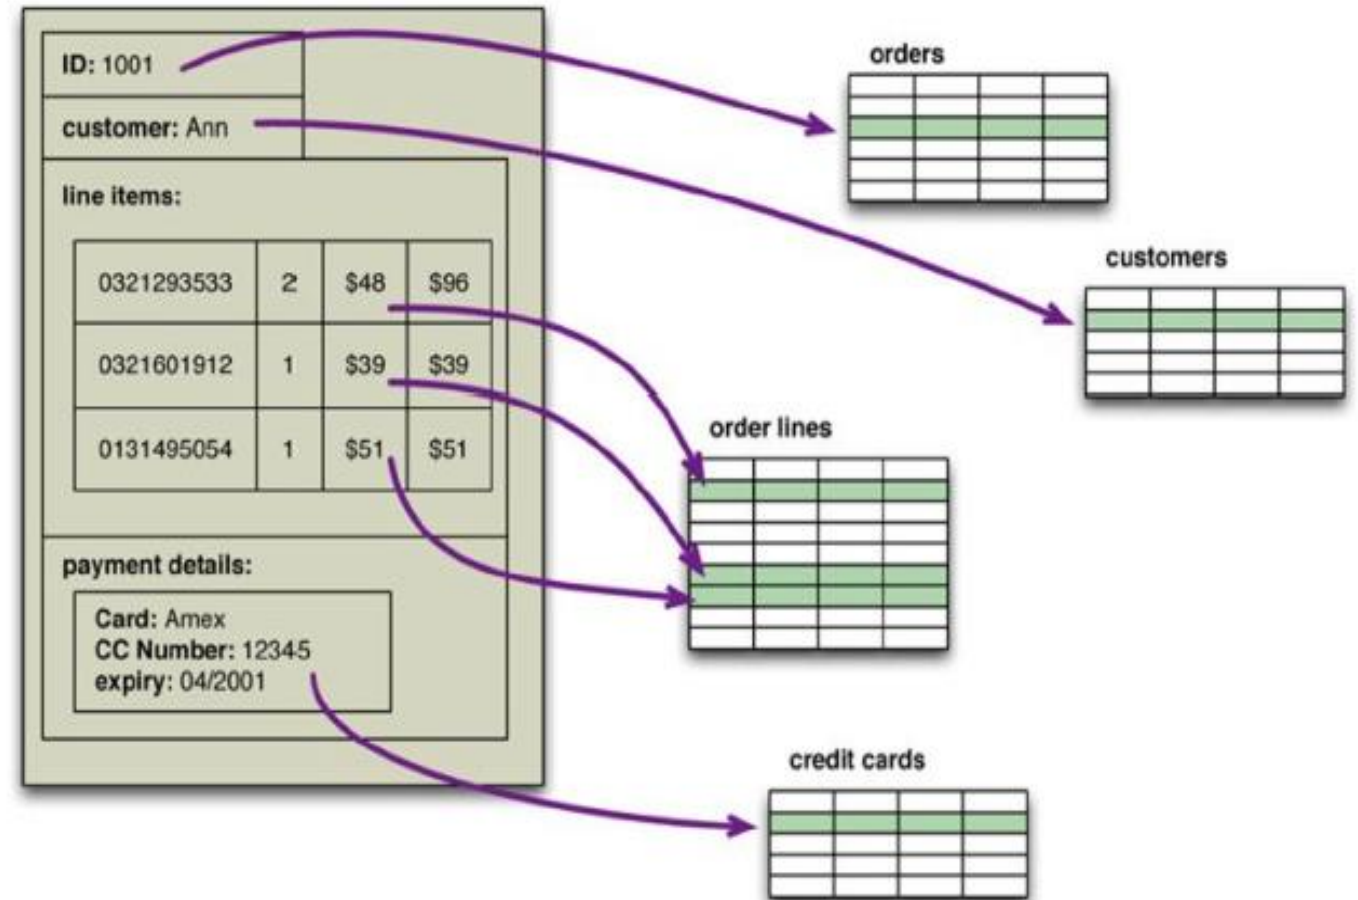 ID: 1001
customer: Ann
line items:
0321293533 2 $48 $96
0321601912 1 $39 $39
0131495054 1 $51 $51
payment details:
Card: Amex
CC Number: 12345
expiry: 04/2001
orders
customers
order lines
credit cards